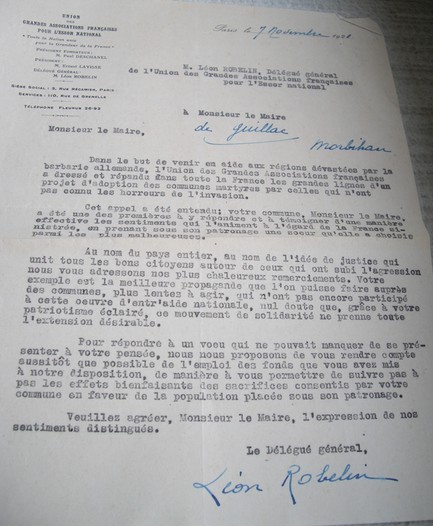 UNION
DES
GRANDES ASSOCIATIONS FRANÇAISES
POUR L'ESSOR NATIONAL
PRÉSIDENT FONDATEUR :
M. PAUL DESCHANEL
PRÉSIDENT :
M. ERNEST LAVISSE
DÉLÉGUÉ GÉNÉRAL :
M. LÉON ROBELIN
SIÈGE SOCIAL : 3, RUE RÉCAMIER, PARIS
SERVICES : 110, RUE DE GRENELLE
TÉLÉPHONE FLEURUS
Paris le 7 Novembre
M. Léon ROBELIN, Délégué général
de l'Union des Grandes Associations françaises
pour l'Essor national
à Monsieur le Maire
de Guillac
Morbihan
Monsieur le Maire,
Dans le but de venir en aide aux régions dévastées par la
barbarie allemande, l'Union des Grandes Associations françaises
a dressé et répandu dans toute la France les grandes lignes d'un
projet d'adoption des communes martyres par celles qui n'ont
pas connu les horreurs de l'invasion.
Cet appel a été entendu; votre commune, Monsieur le Maire,
a été une des premières à y répondre et à témoigner d'une manière
effective les sentiments qui l'animent à l'égard de la France si-
nistrée, en prenant sous son patronage une soeur qu'elle a choisie
parmi les plus malheureuses.
Au nom du pays entier, au nom de l'idée de justice qui
unit tous les bons citoyens autour de ceux qui ont subi l'agression
nous vous adressons nos plus chaleureux remerciements. Votre
exemple est la meilleure propagande que l'on puisse faire auprès
des communes, plus lentes à agir, qui n'ont pas encore participé
à cette oeuvre d'entr'aide nationale, nul doute que, grâce à votre
patriotisme éclairé, ce mouvement de solidarité ne prenne toute
l'extension désirable.
Pour répondre à un voeu qui ne pouvait manquer de se pré-
senter à votre pensée, nous nous proposons de vous rendre compte
aussitôt que possible de l'emploi des fonds que vous avez mis
à notre disposition, de manière à vous permettre de suivre pas à
pas les effets bienfaisants des sacrifices consentis par votre
commune en faveur de la population placée sous son patronage.
Veuillez agréer, Monsieur le Maire, l'expression de nos
sentiments distingués.
Le Délégué général,
Léon Robelin